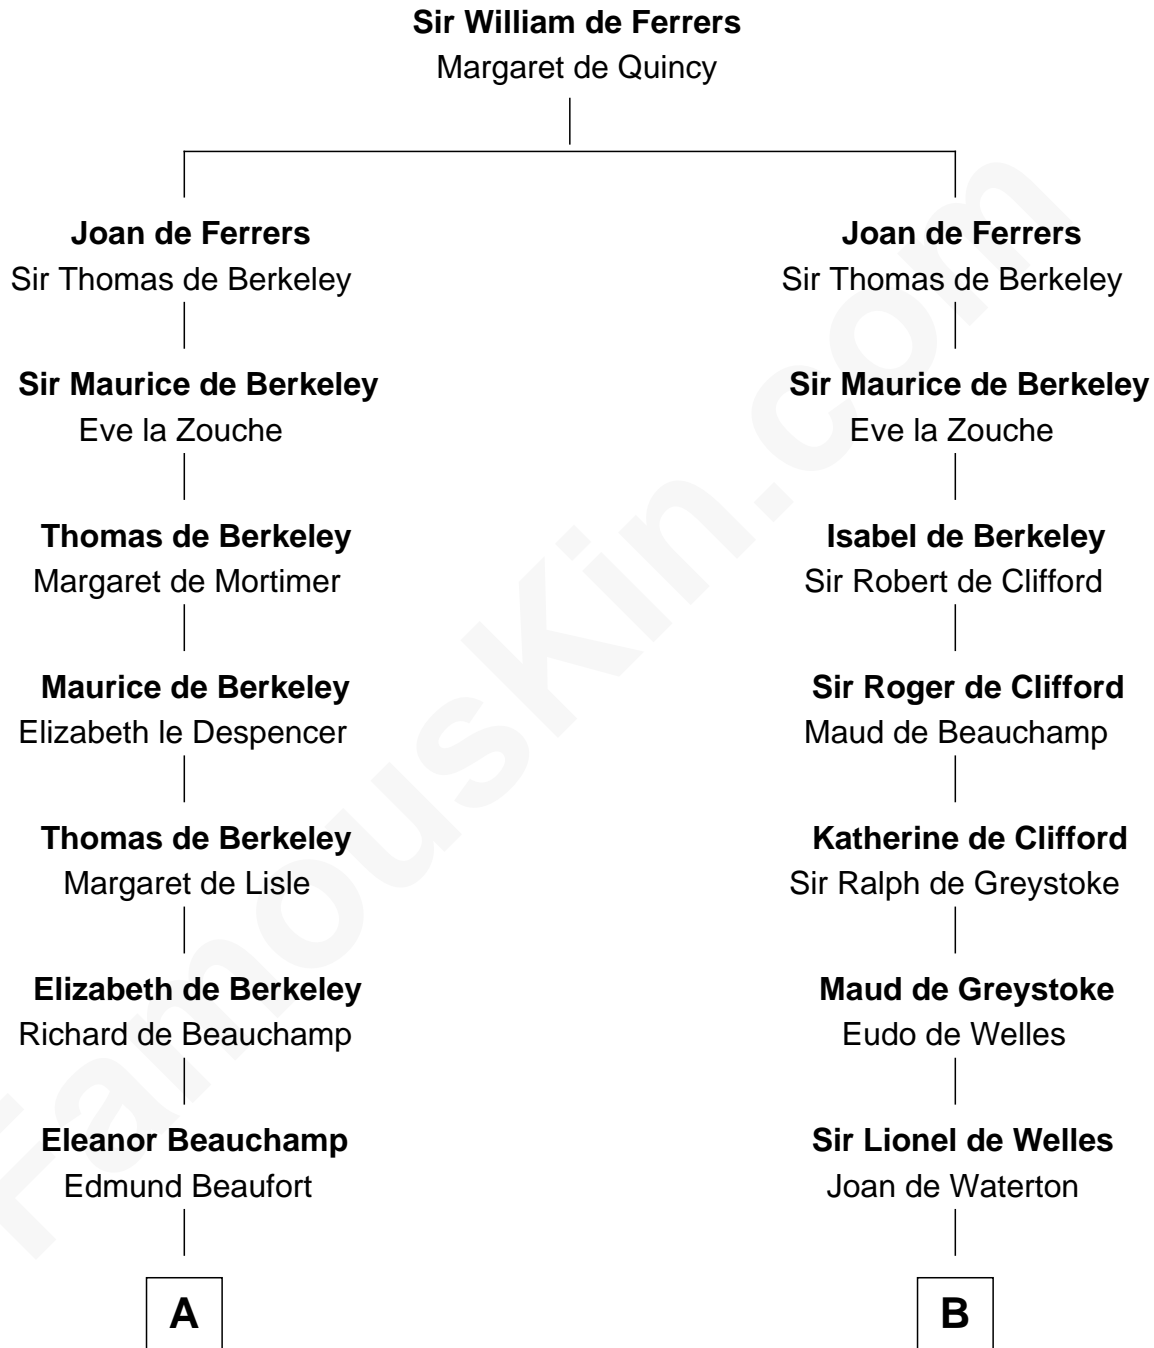 Sir William de Ferrers
Margaret de Quincy
Joan de Ferrers
Sir Thomas de Berkeley
Joan de Ferrers
Sir Thomas de Berkeley
Sir Maurice de Berkeley
Eve la Zouche
Sir Maurice de Berkeley
Eve la Zouche
Thomas de Berkeley
Margaret de Mortimer
Isabel de Berkeley
Sir Robert de Clifford
Maurice de Berkeley
Elizabeth le Despencer
Sir Roger de Clifford
Maud de Beauchamp
Thomas de Berkeley
Margaret de Lisle
Katherine de Clifford
Sir Ralph de Greystoke
Elizabeth de Berkeley
Richard de Beauchamp
Maud de Greystoke
Eudo de Welles
Eleanor Beauchamp
Edmund Beaufort
Sir Lionel de Welles
Joan de Waterton
A
B
FamousKin.com